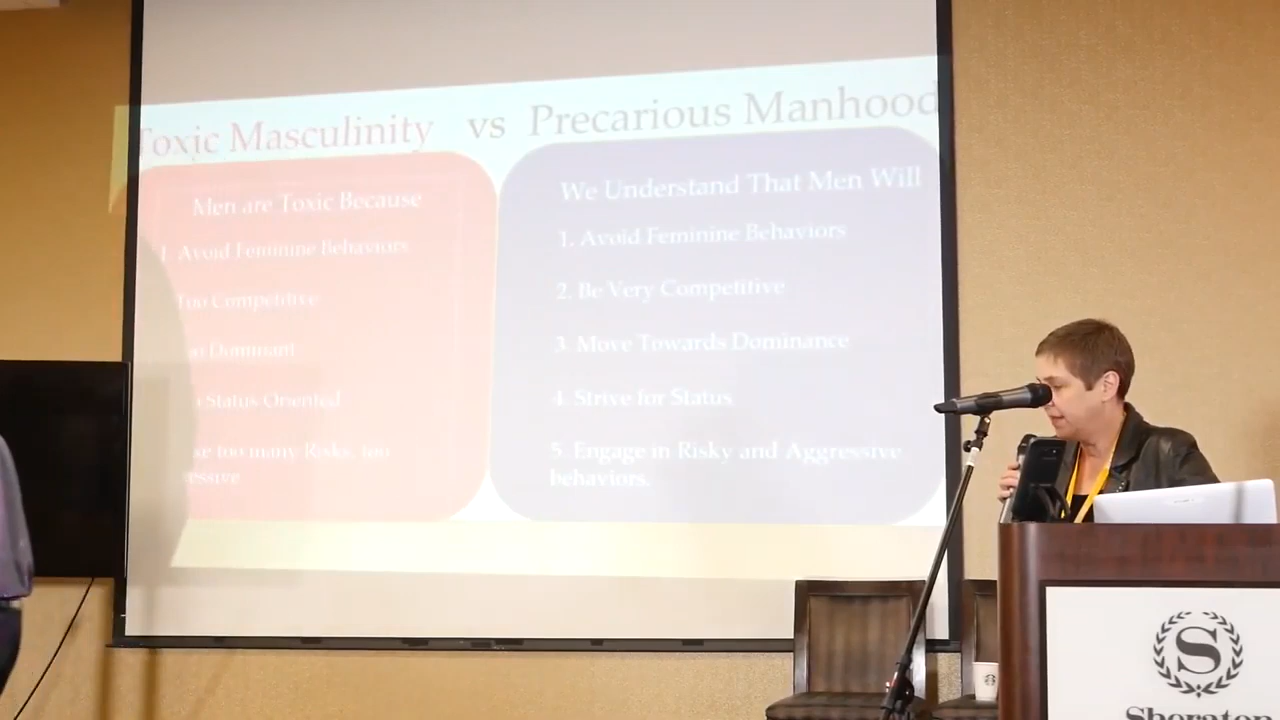 Toxic Masculinity vs Precarious Manhood
Men are Toxic Because
1. Avoid Feminine Behaviors
Too Competitive
Dominant
Status Oriented
too many Risks, too
We Understand That Men Will
1. Avoid Feminine Behaviors
2. Be Very Competitive
3. Move Towards Dominance
4. Strive for Status
5. Engage in Risky and Aggressive
behaviors.
S
Sheraton